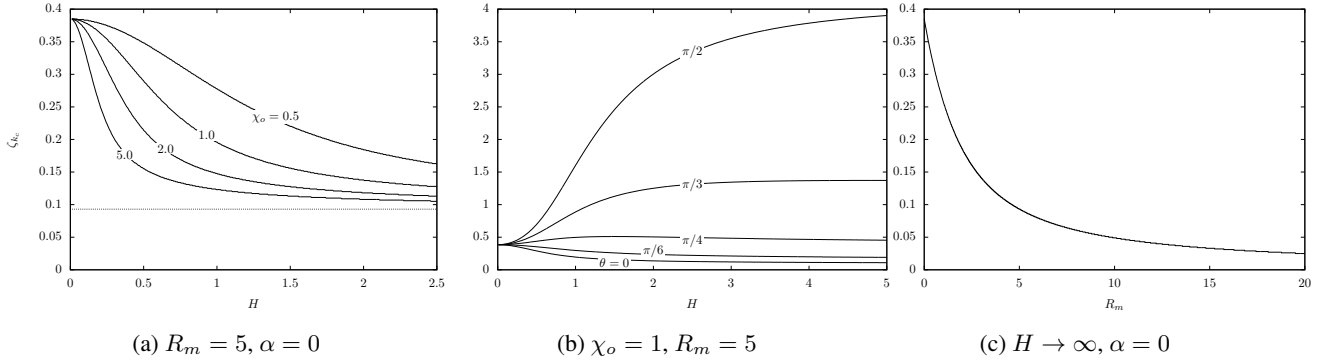 0.4
0.35
0.3
0.25
0.2
0.15
0.1
0.05
0
ζ_{k_c}
χ_o = 0.5
1.0
2.0
5.0
0 0.5 1 1.5 2 2.5
H
(a) R_m = 5, α = 0
4
3.5
3
2.5
2
1.5
1
0.5
0
π/2
π/3
π/4
π/6
θ = 0
0 1 2 3 4 5
H
(b) χ_o = 1, R_m = 5
0.4
0.35
0.3
0.25
0.2
0.15
0.1
0.05
0
0 5 10 15 20
R_m
(c) H → ∞, α = 0